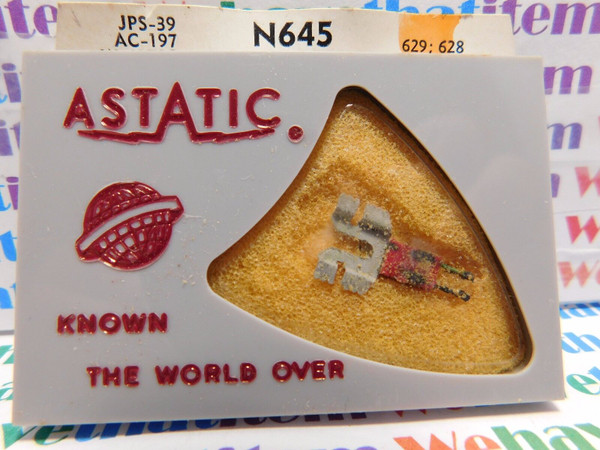 JPS-39
AC-197
N645
629; 628
ASTATIC
KNOWN
THE WORLD OVER